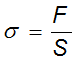 σ = F/S